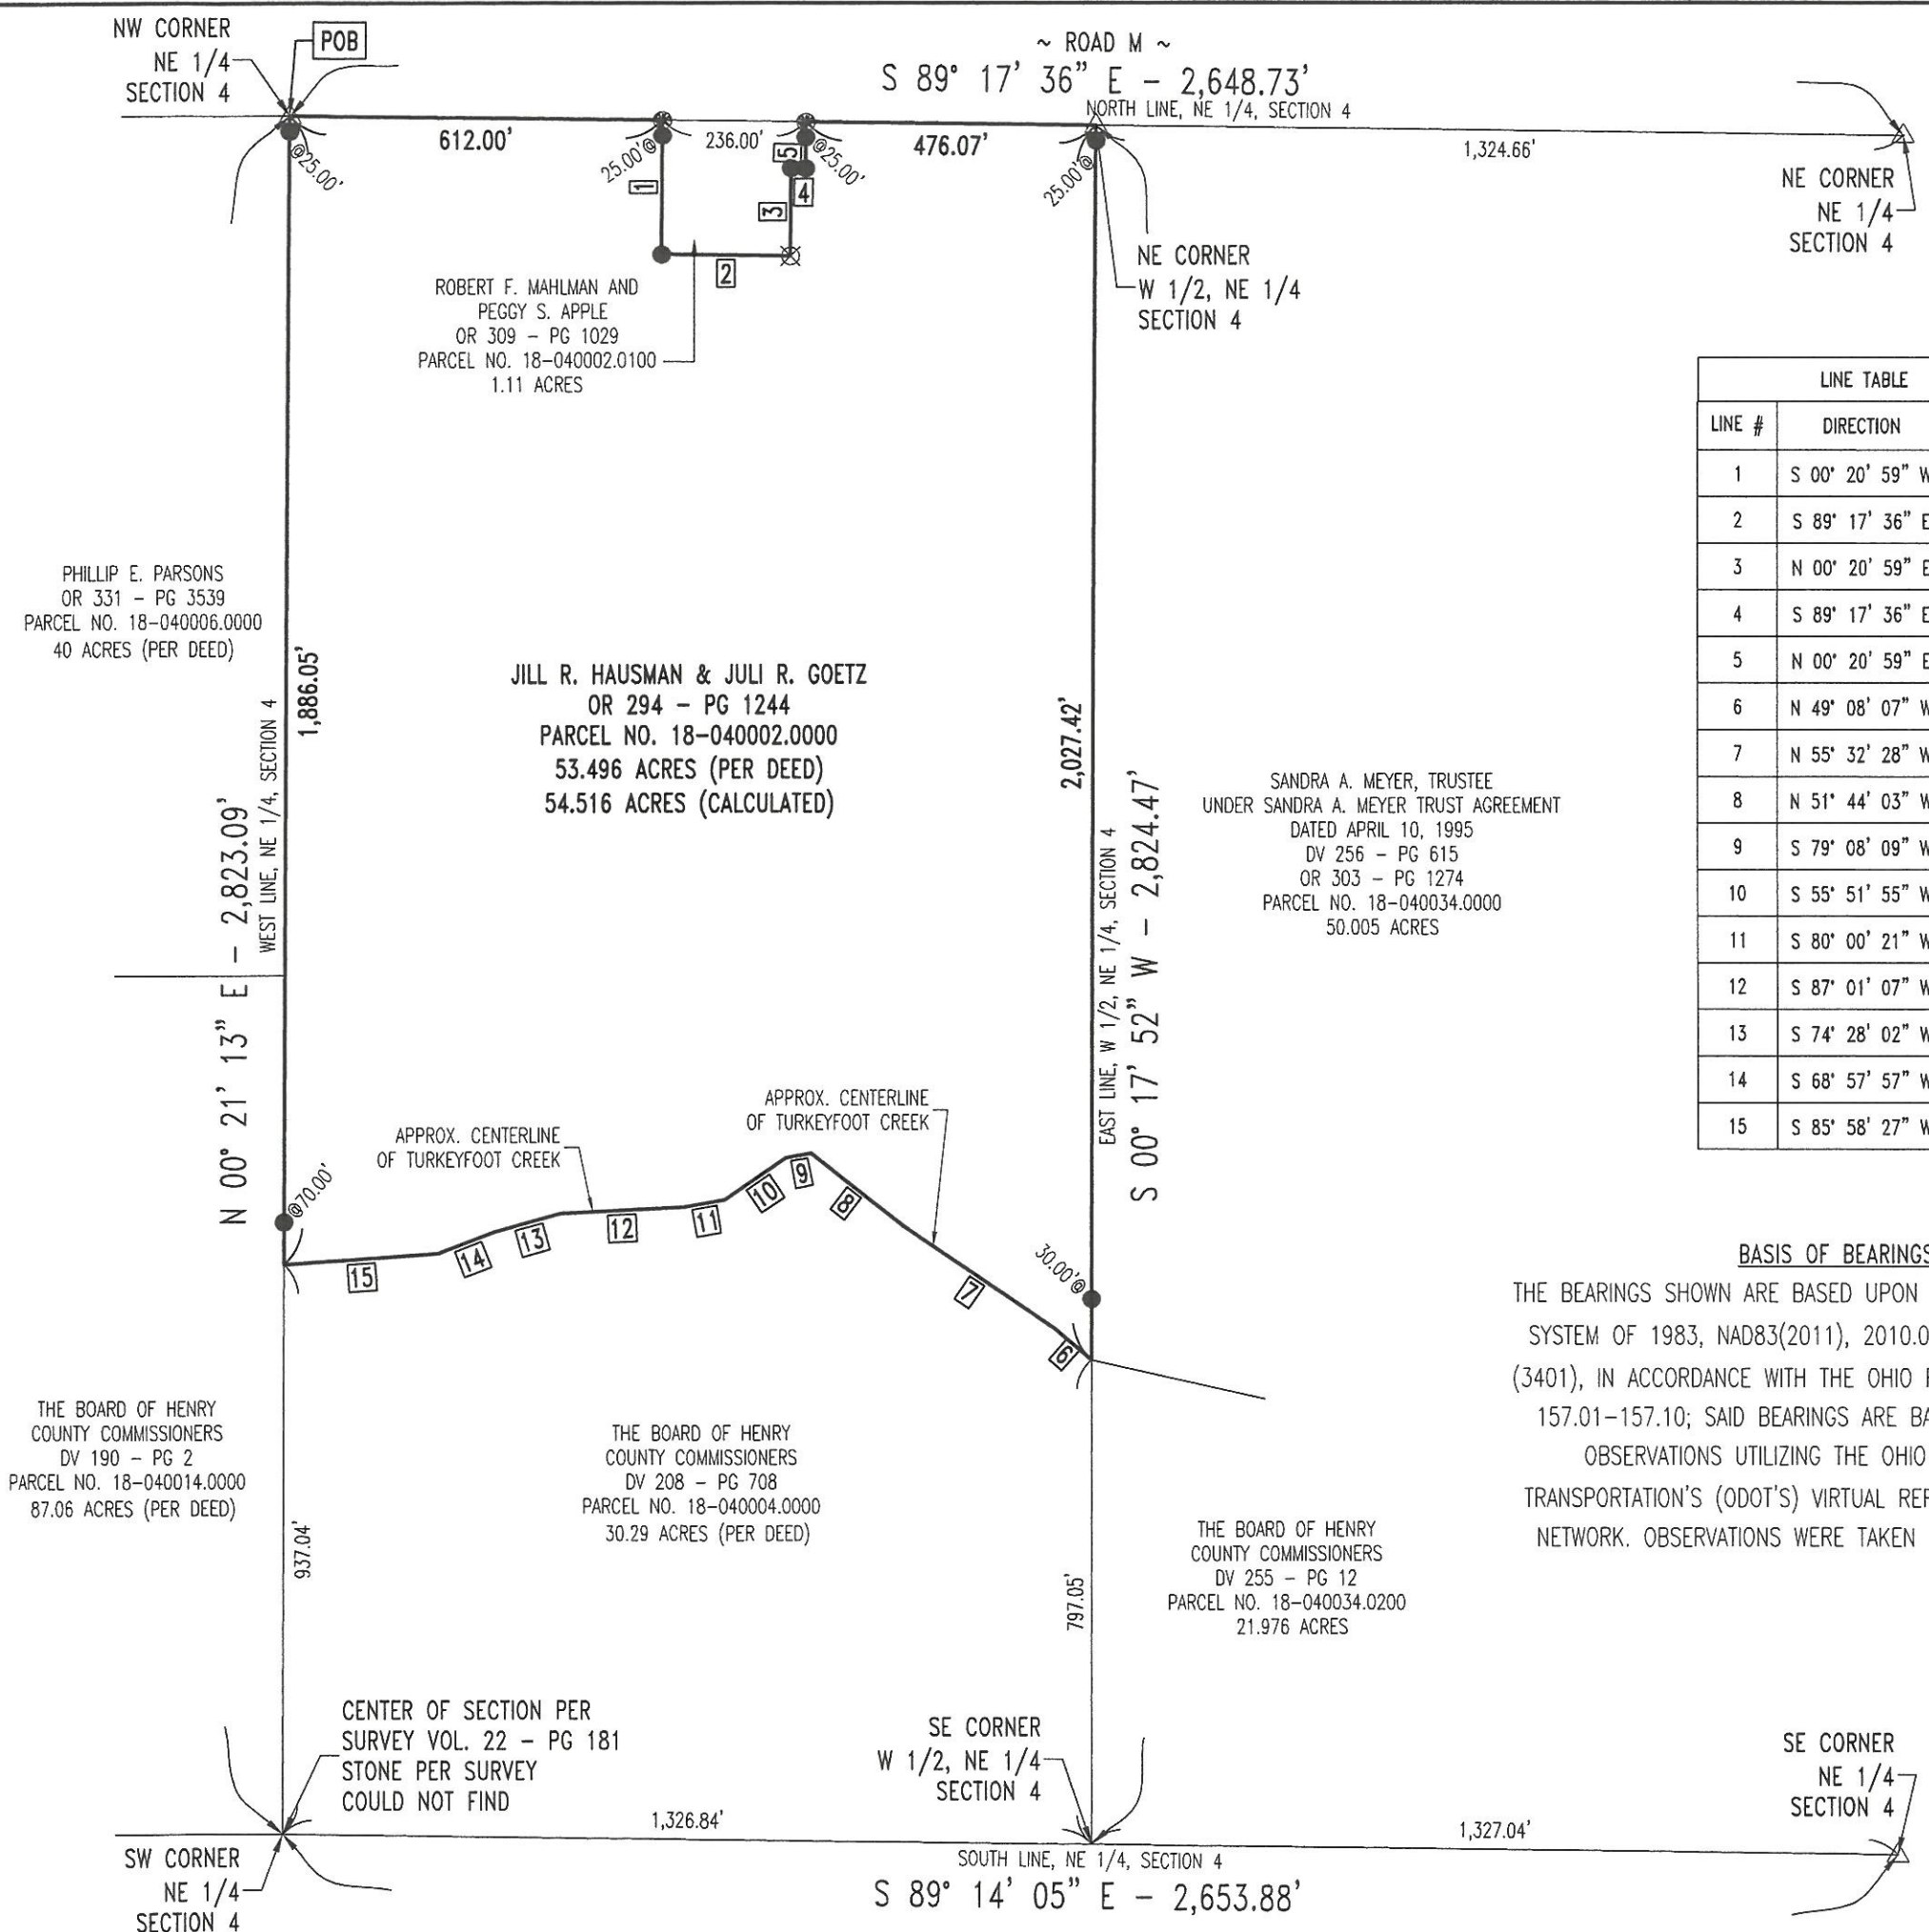 NW CORNER
NE 1/4
SECTION 4
POB
~ ROAD M ~
S 89° 17' 36" E - 2,648.73'
NORTH LINE, NE 1/4, SECTION 4
612.00'
236.00'
476.07'
1,324.66'
@25.00'
25.00'@
@25.00'
25.00'@
1
2
3
4
5
NE CORNER
NE 1/4
SECTION 4
NE CORNER
W 1/2, NE 1/4
SECTION 4
ROBERT F. MAHLMAN AND
PEGGY S. APPLE
OR 309 - PG 1029
PARCEL NO. 18-040002.0100
1.11 ACRES
LINE TABLE
LINE # DIRECTION
1 S 00° 20' 59" W
2 S 89° 17' 36" E
3 N 00° 20' 59" E
4 S 89° 17' 36" E
5 N 00° 20' 59" E
6 N 49° 08' 07" W
7 N 55° 32' 28" W
8 N 51° 44' 03" W
9 S 79° 08' 09" W
10 S 55° 51' 55" W
11 S 80° 00' 21" W
12 S 87° 01' 07" W
13 S 74° 28' 02" W
14 S 68° 57' 57" W
15 S 85° 58' 27" W
PHILLIP E. PARSONS
OR 331 - PG 3539
PARCEL NO. 18-040006.0000
40 ACRES (PER DEED)
N 00° 21' 13" E - 2,823.09'
WEST LINE, NE 1/4, SECTION 4
1,886.05'
JILL R. HAUSMAN & JULI R. GOETZ
OR 294 - PG 1244
PARCEL NO. 18-040002.0000
53.496 ACRES (PER DEED)
54.516 ACRES (CALCULATED)
2,027.42'
EAST LINE, W 1/2, NE 1/4, SECTION 4
S 00° 17' 52" W - 2,824.47'
SANDRA A. MEYER, TRUSTEE
UNDER SANDRA A. MEYER TRUST AGREEMENT
DATED APRIL 10, 1995
DV 256 - PG 615
OR 303 - PG 1274
PARCEL NO. 18-040034.0000
50.005 ACRES
APPROX. CENTERLINE
OF TURKEYFOOT CREEK
APPROX. CENTERLINE
OF TURKEYFOOT CREEK
@70.00'
30.00'@
15
14
13
12
11
10
9
8
7
6
BASIS OF BEARINGS
THE BEARINGS SHOWN ARE BASED UPON
SYSTEM OF 1983, NAD83(2011), 2010.0
(3401), IN ACCORDANCE WITH THE OHIO
157.01-157.10; SAID BEARINGS ARE
OBSERVATIONS UTILIZING THE OHIO
TRANSPORTATION'S (ODOT'S) VIRTUAL
NETWORK. OBSERVATIONS WERE TAKEN
THE BOARD OF HENRY
COUNTY COMMISSIONERS
DV 190 - PG 2
PARCEL NO. 18-040014.0000
87.06 ACRES (PER DEED)
937.04'
THE BOARD OF HENRY
COUNTY COMMISSIONERS
DV 208 - PG 708
PARCEL NO. 18-040004.0000
30.29 ACRES (PER DEED)
797.05'
THE BOARD OF HENRY
COUNTY COMMISSIONERS
DV 255 - PG 12
PARCEL NO. 18-040034.0200
21.976 ACRES
CENTER OF SECTION PER
SURVEY VOL. 22 - PG 181
STONE PER SURVEY
COULD NOT FIND
SE CORNER
W 1/2, NE 1/4
SECTION 4
SE CORNER
NE 1/4
SECTION 4
1,326.84'
1,327.04'
SW CORNER
NE 1/4
SECTION 4
SOUTH LINE, NE 1/4, SECTION 4
S 89° 14' 05" E - 2,653.88'